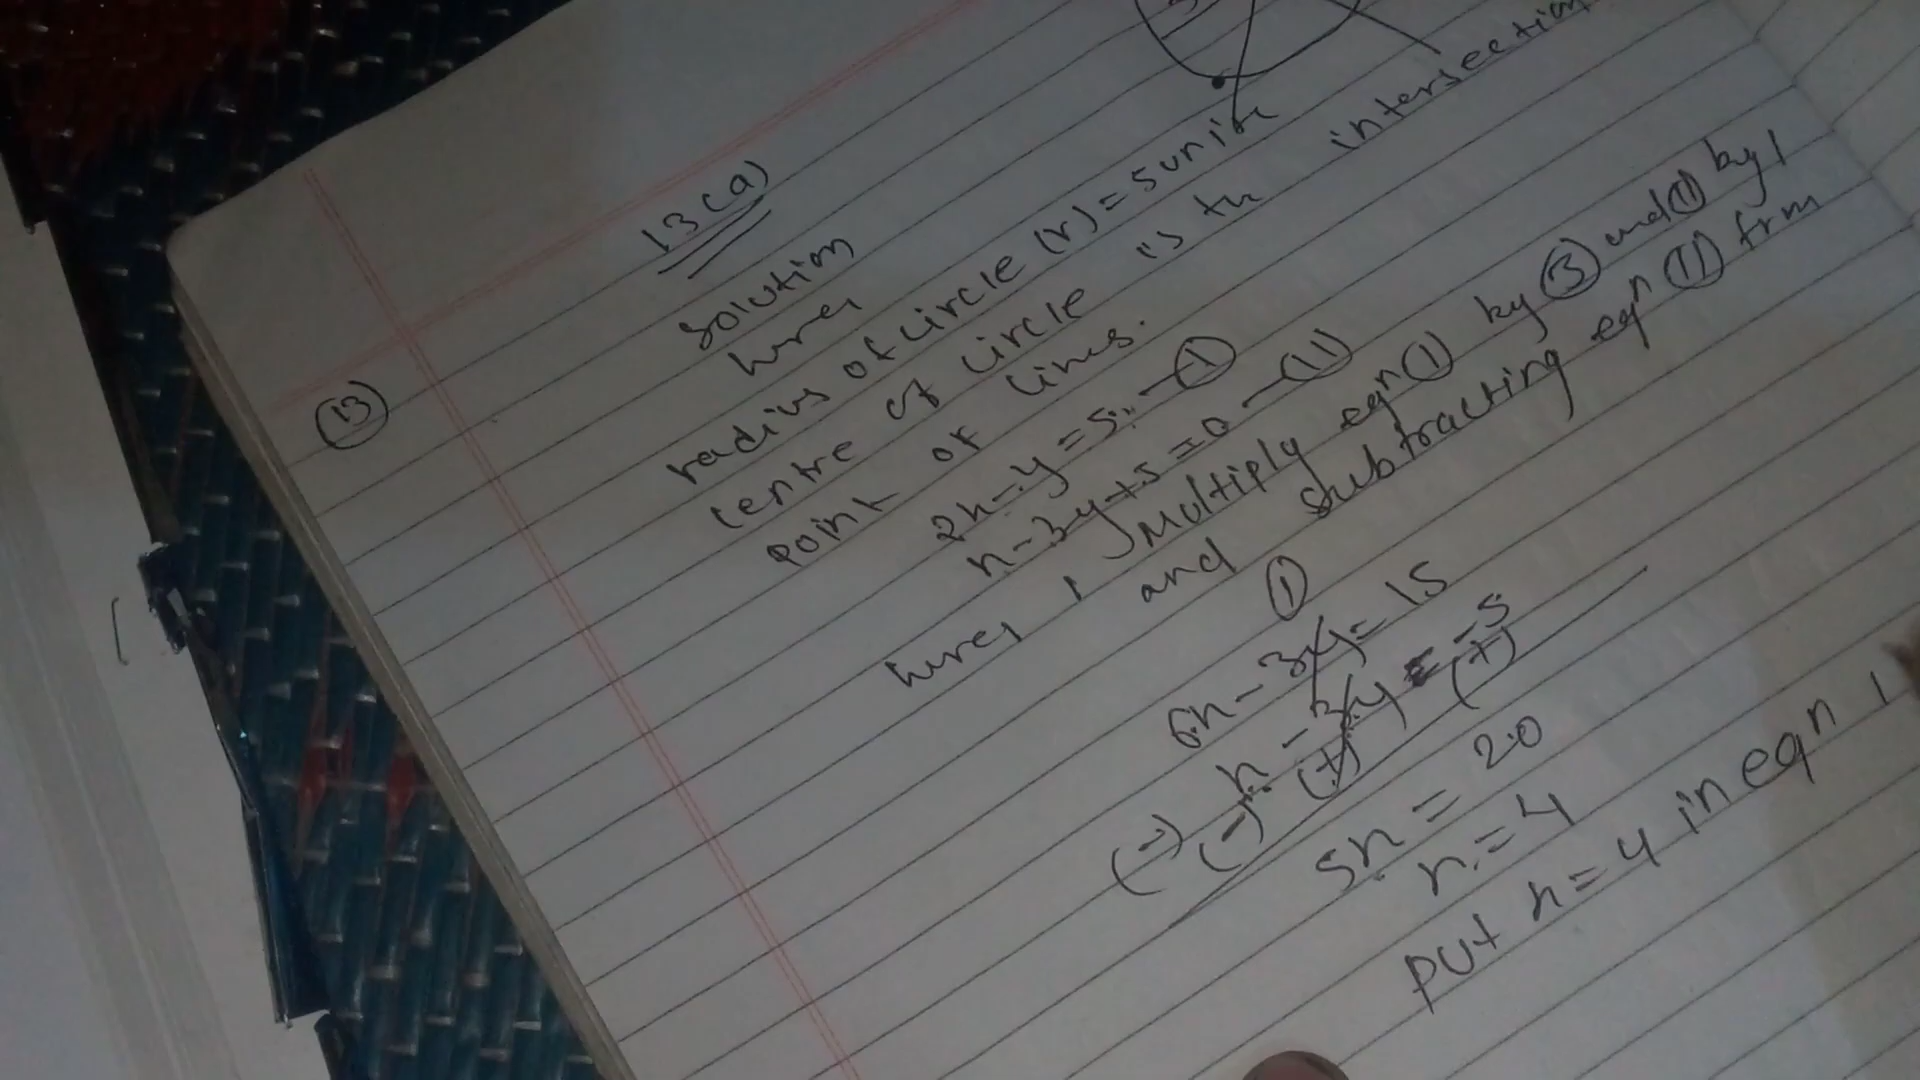 13(a)
(13)
solution
here,
radius of circle (r) = 5 unit
centre of circle is the intersection
point of lines.
2x - y = 5 - (I)
x - 3y + 5 = 0 - (II)
here, Multiply eqn (I) by (3) and (II) by 1
and subtracting eqn (II) from
(I)
6x - 3y = 15
x - 3y = -5
(-) (-) (+) (+)
5x = 20
x = 4
put x = 4 in eqn 1